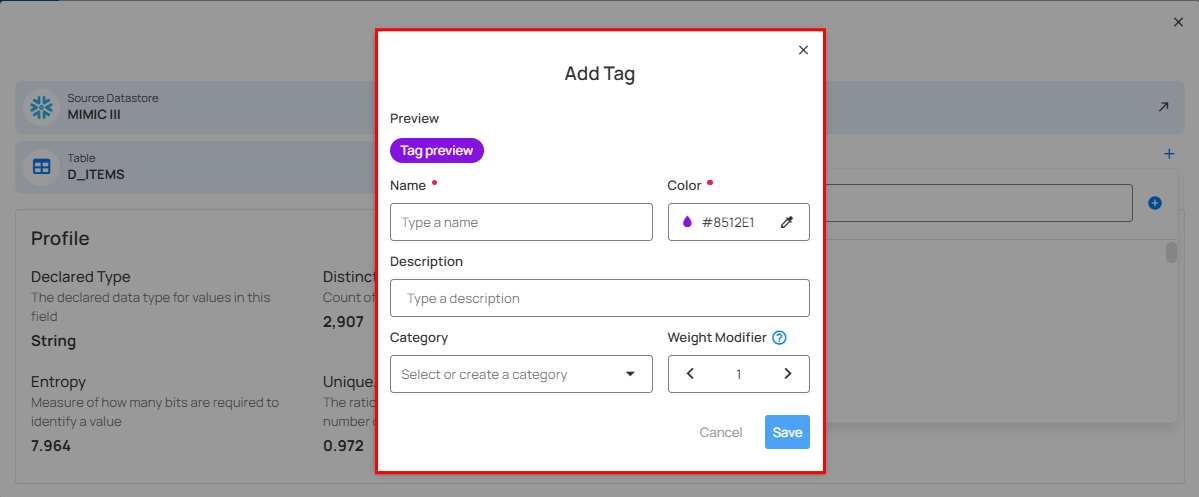 Add Tag
Preview
Tag preview
Name
Color
Type a name
#8512E1
Description
Type a description
Category
Weight Modifier
Select or create a category
1
Cancel
Save
Source Datastore
MIMIC III
Table
D_ITEMS
Profile
Declared Type
The declared data type for values in this
field
String
Distinct
Count of
2,907
Entropy
Measure of how many bits are required to
identify a value
7.964
Unique
The ratio
number
0.972